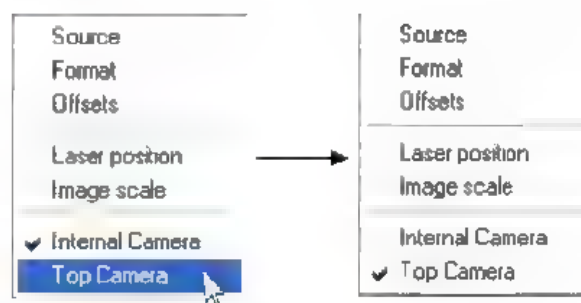 Source
Format
Offsets
Laser position
Image scale
Internal Camera
Top Camera
Source
Format
Offsets
Laser position
Image scale
Internal Camera
Top Camera